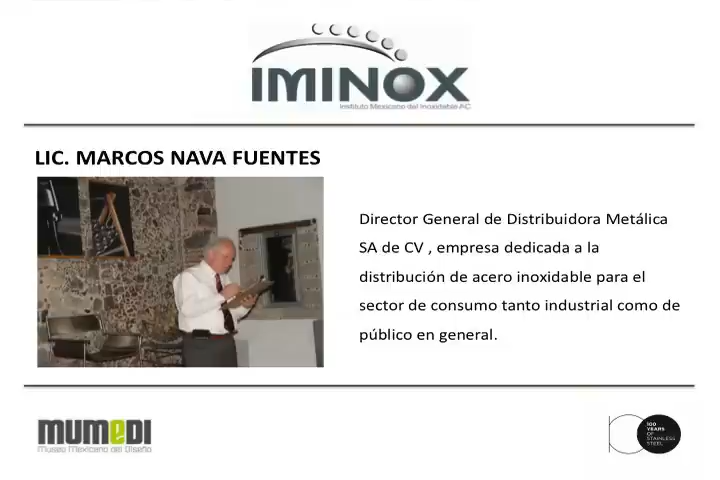 IMINOX
Instituto Mexicano del Inoxidable AC
LIC. MARCOS NAVA FUENTES
Director General de Distribuidora Metálica
SA de CV , empresa dedicada a la
distribución de acero inoxidable para el
sector de consumo tanto industrial como de
público en general.
mumeDI
Museo Mexicano del Diseño
100
YEARS
OF
STAINLESS
STEEL